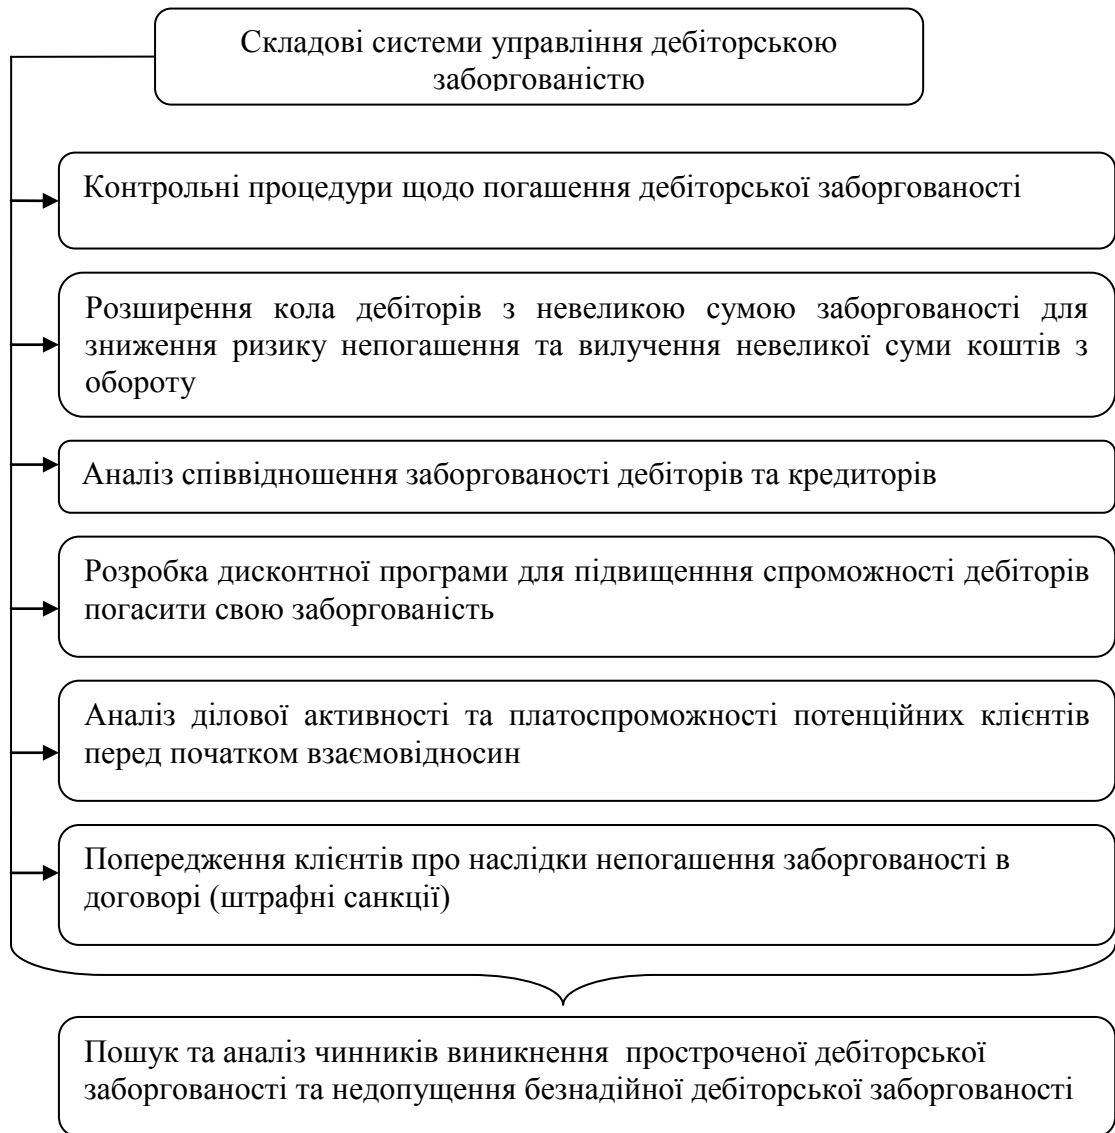 Складові системи управління дебіторською
заборгованістю
Контрольні процедури щодо погашення дебіторської заборгованості
Розширення кола дебіторів з невеликою сумою заборгованості для
зниження ризику непогашення та вилучення невеликої суми коштів з
обороту
Аналіз співвідношення заборгованості дебіторів та кредиторів
Розробка дисконтної програми для підвищенння спроможності дебіторів
погасити свою заборгованість
Аналіз ділової активності та платоспроможності потенційних клієнтів
перед початком взаємовідносин
Попередження клієнтів про наслідки непогашення заборгованості в
договорі (штрафні санкції)
Пошук та аналіз чинників виникнення простроченої дебіторської
заборгованості та недопущення безнадійної дебіторської заборгованості